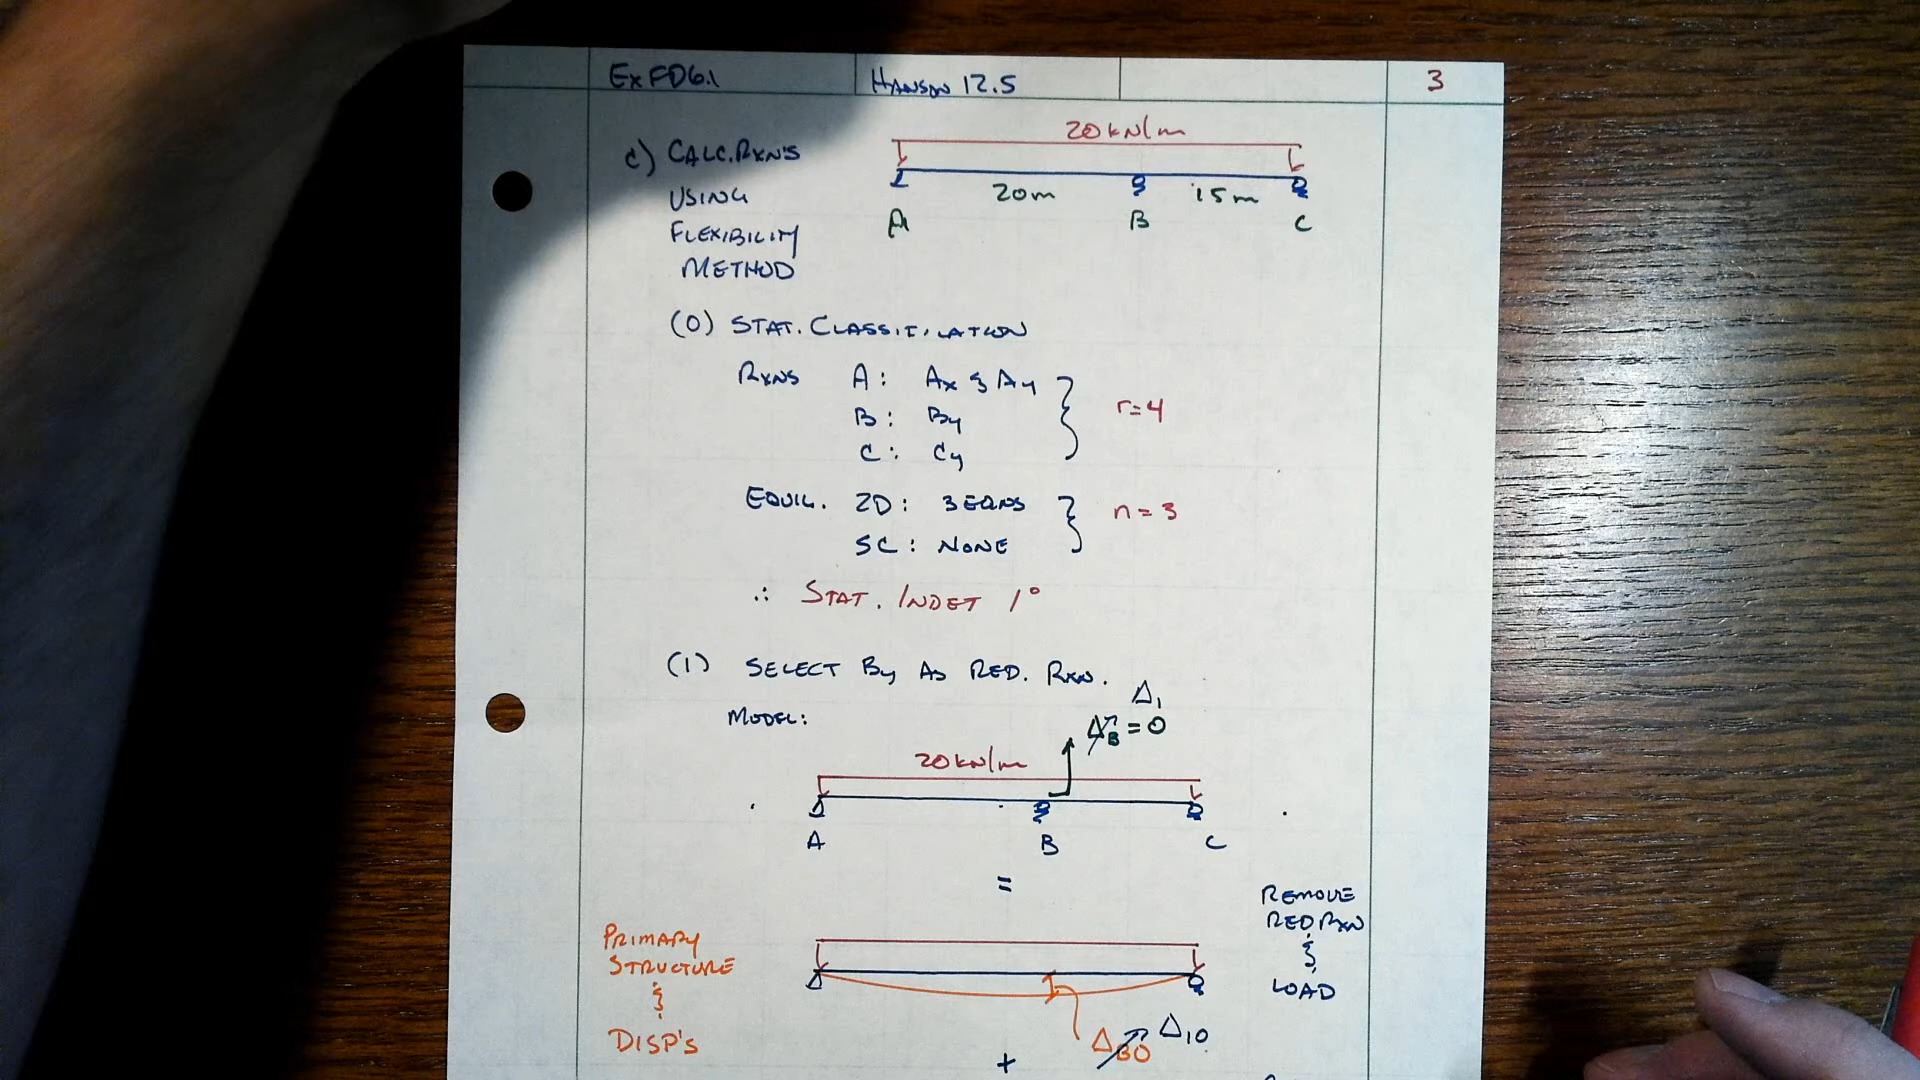 Ex FD6.1 HANSON 12.5 3
20 kN/m
c) CALC. RXN'S
USING
FLEXIBILITY
METHOD
20m 15m
A B C
(0) STAT. CLASSIFICATION
RXNS A: Ax & Ay
B: By
C: Cy
r=4
EQUIL. 2D: 3 EQNS
SC: NONE
n=3
∴ STAT. INDET 1°
(1) SELECT By AS RED. RXN.
MODEL:
Δ1
ΔB = 0
20 kN/m
A B C
=
REMOVE
RED RXN
&
LOAD
PRIMARY
STRUCTURE
&
DISP'S
ΔB0 Δ10
+